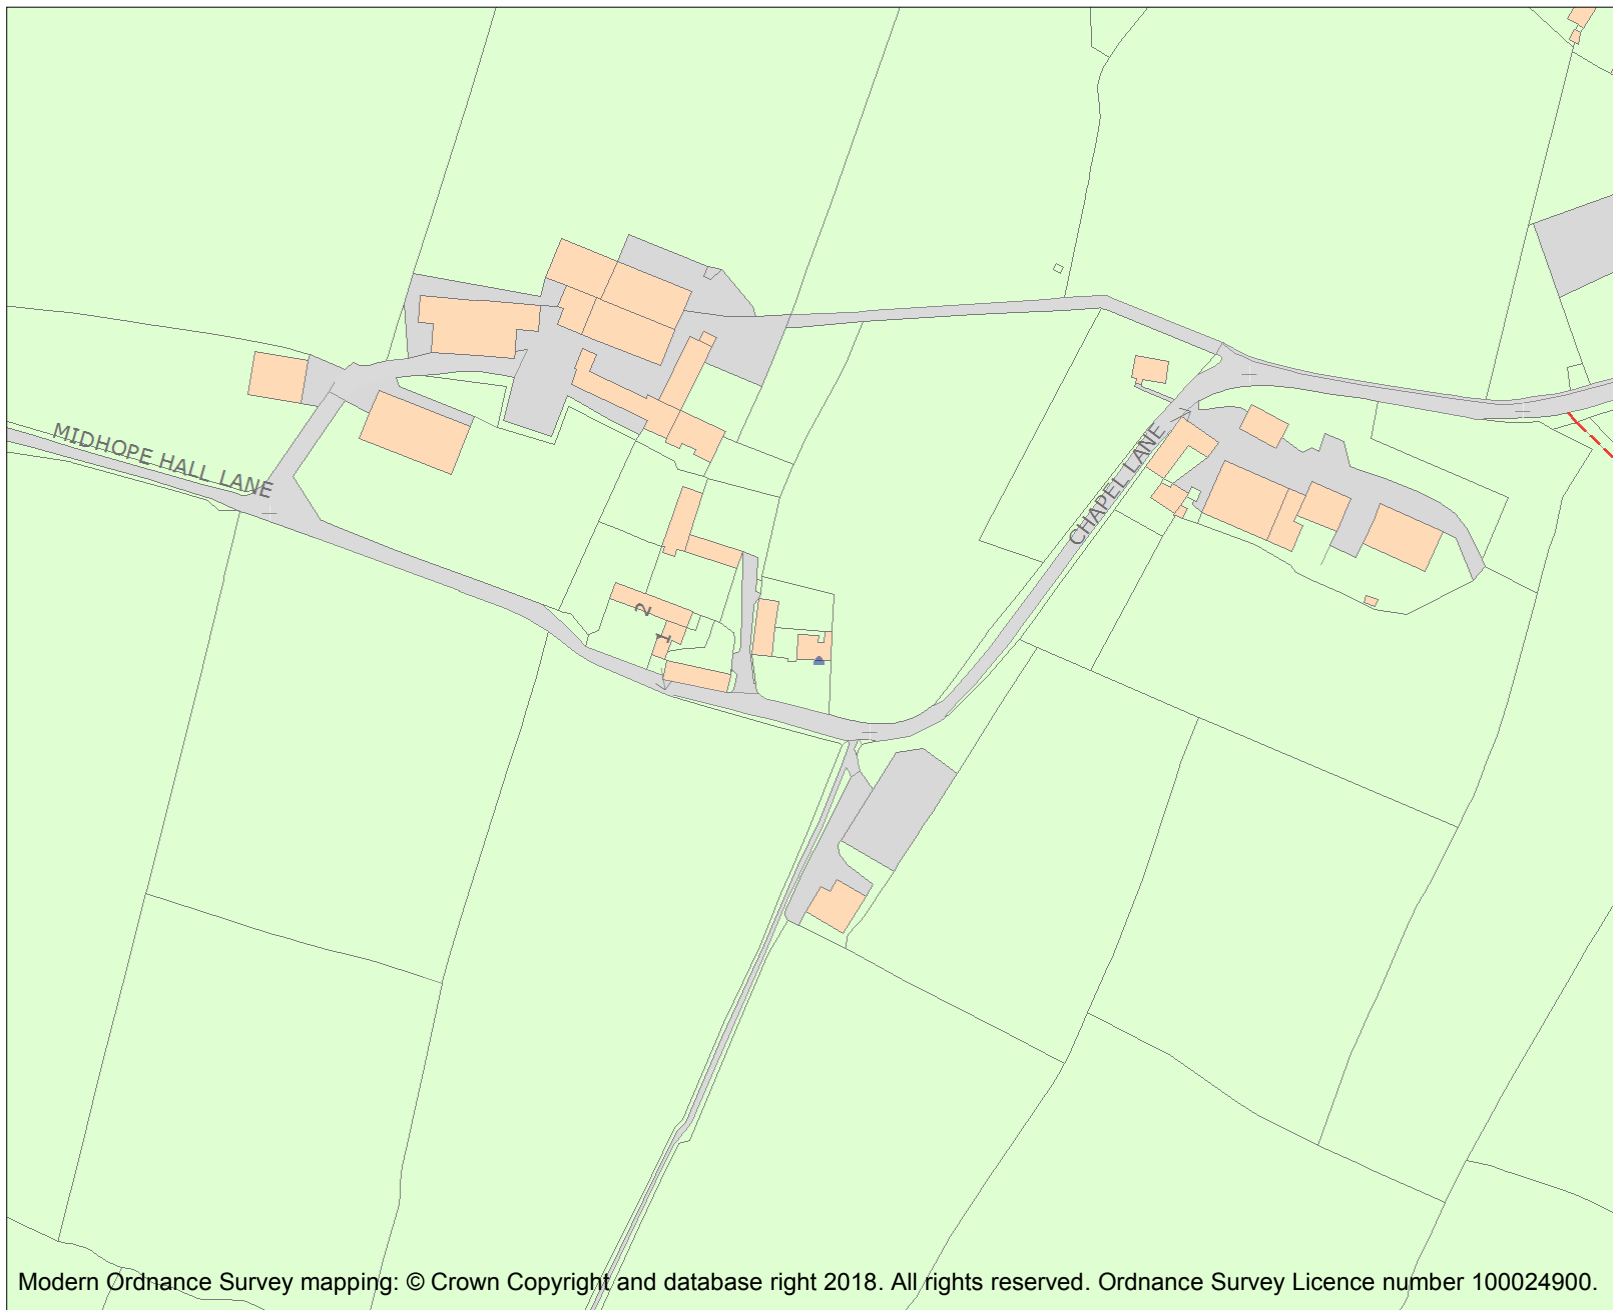 MIDHOPE HALL LANE
CHAPEL LANE
2
1
Modern Ordnance Survey mapping: © Crown Copyright and database right 2018. All rights reserved. Ordnance Survey Licence number 100024900.